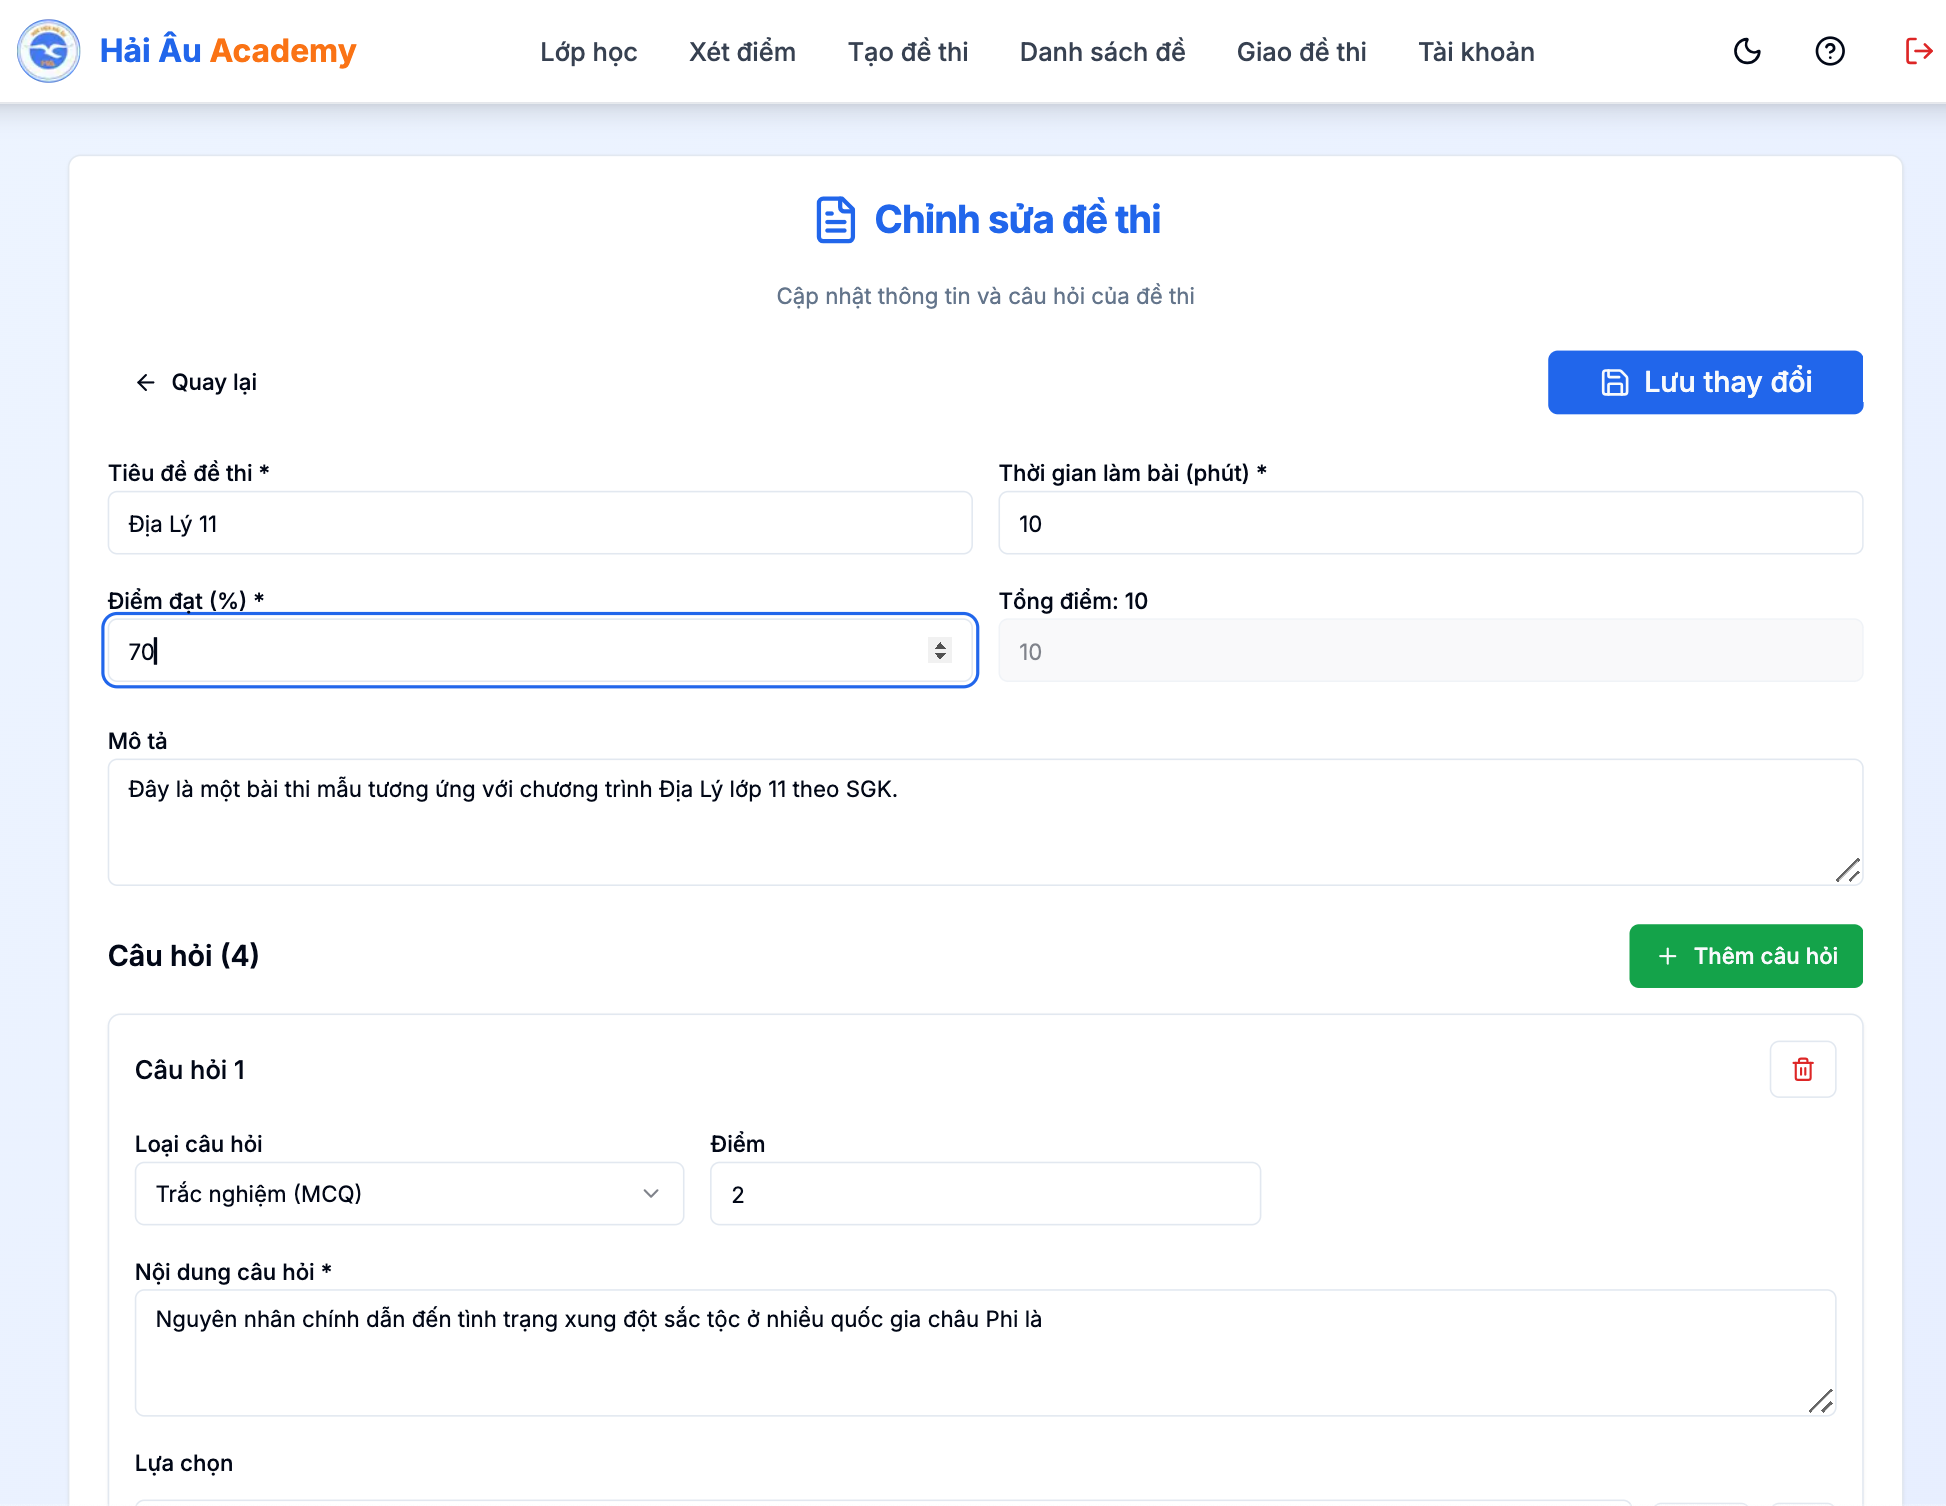 Hải Âu Academy
Lớp học
Xét điểm
Tạo đề thi
Danh sách đề
Giao đề thi
Tài khoản
Chỉnh sửa đề thi
Cập nhật thông tin và câu hỏi của đề thi
Quay lại
Lưu thay đổi
Tiêu đề đề thi *
Địa Lý 11
Thời gian làm bài (phút) *
10
Điểm đạt (%) *
70
Tổng điểm: 10
10
Mô tả
Đây là một bài thi mẫu tương ứng với chương trình Địa Lý lớp 11 theo SGK.
Câu hỏi (4)
Thêm câu hỏi
Câu hỏi 1
Loại câu hỏi
Trắc nghiệm (MCQ)
Điểm
2
Nội dung câu hỏi *
Nguyên nhân chính dẫn đến tình trạng xung đột sắc tộc ở nhiều quốc gia châu Phi là
Lựa chọn